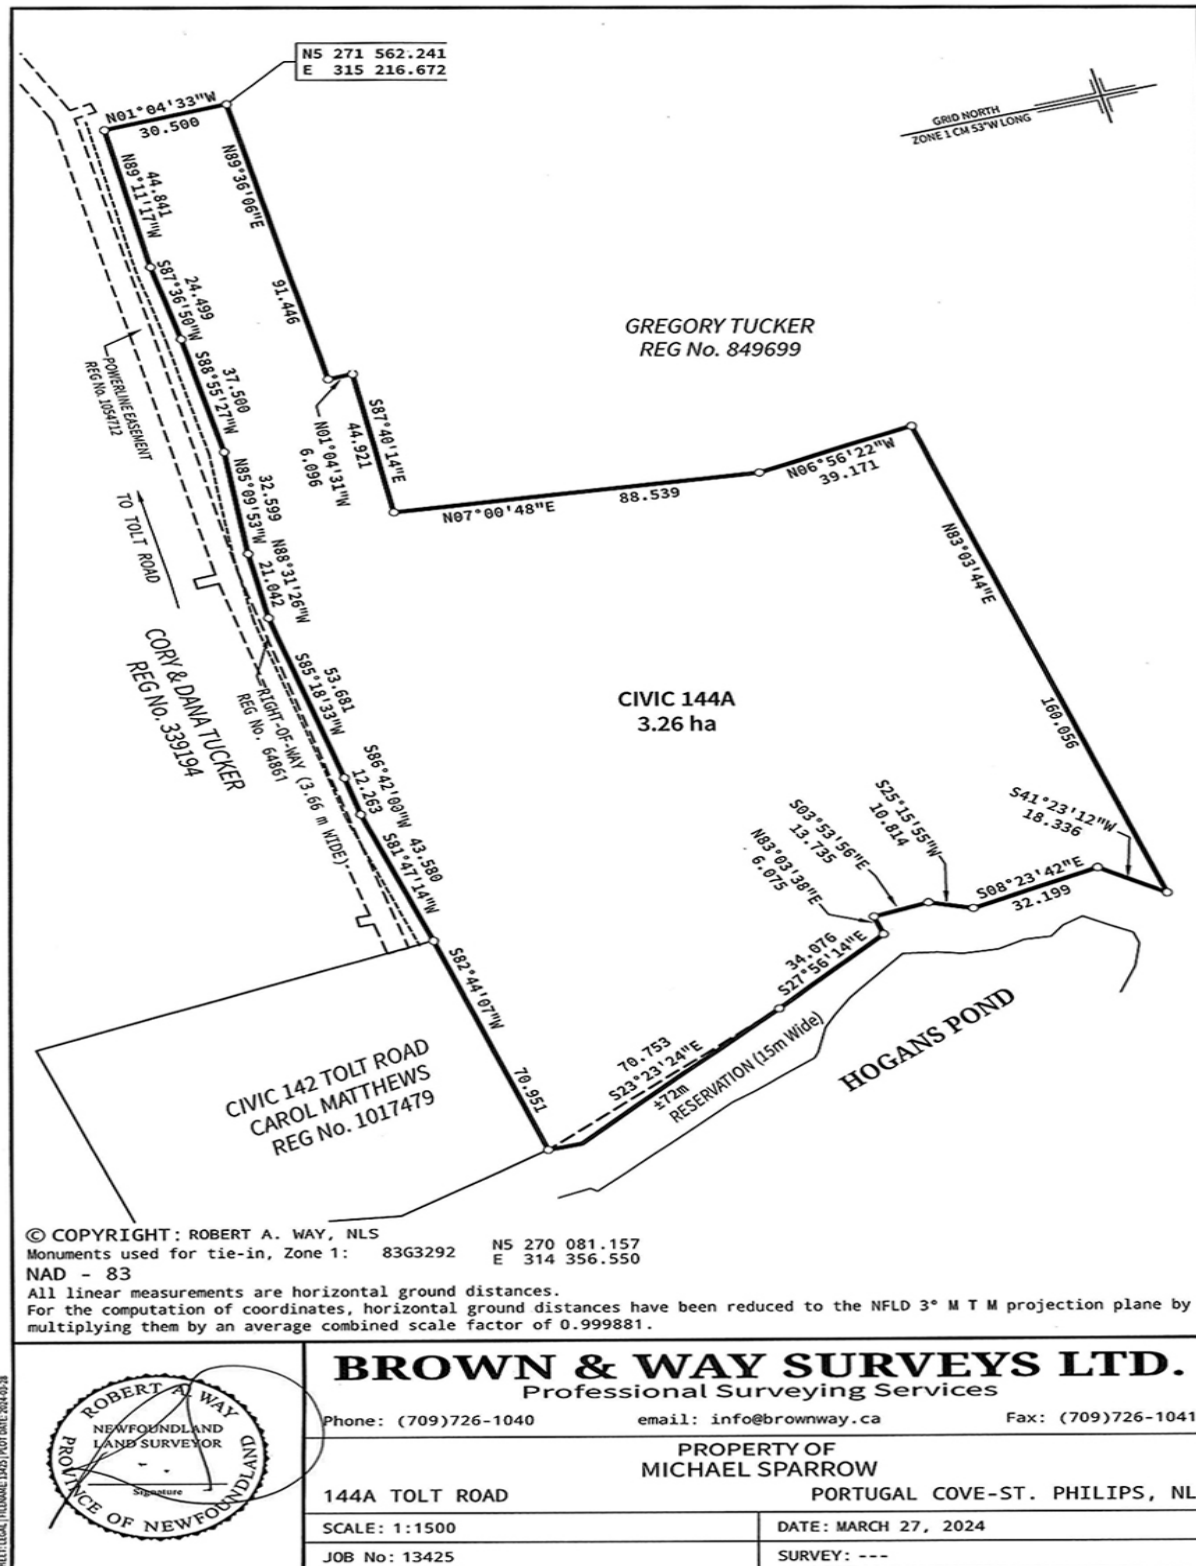 N5 271 562.241
E 315 216.672
N01°04'33"W
30.500
GRID NORTH
ZONE 1 CM 53°W LONG
N89°11'17"W
44.841
N89°36'06"E
91.446
S87°36'50"W
24.499
S88°55'27"W
37.500
POWERLINE EASEMENT
REG No. 1054712
GREGORY TUCKER
REG No. 849699
N01°04'31"W
6.096
S87°40'14"E
44.921
N07°00'48"E
88.539
N06°56'22"W
39.171
N85°09'53"W
32.599
N88°31'26"W
21.042
TO TOLT ROAD
N83°03'44"E
160.056
CORY & DANA TUCKER
REG No. 339194
S85°18'33"W
53.681
RIGHT-OF-WAY (3.66 m WIDE)
REG No. 64861
CIVIC 144A
3.26 ha
S86°42'00"W
12.263
S81°47'14"W
43.580
S41°23'12"W
18.336
S25°15'55"W
10.814
S03°53'56"E
13.735
N83°03'38"E
6.075
S08°23'42"E
32.199
34.076
S27°56'14"E
S82°44'07"W
70.951
70.753
S23°23'24"E
±72m
RESERVATION (15m Wide)
HOGANS POND
CIVIC 142 TOLT ROAD
CAROL MATTHEWS
REG No. 1017479
© COPYRIGHT: ROBERT A. WAY, NLS
Monuments used for tie-in, Zone 1: 83G3292
N5 270 081.157
E 314 356.550
NAD - 83
All linear measurements are horizontal ground distances.
For the computation of coordinates, horizontal ground distances have been reduced to the NFLD 3° M T M projection plane by
multiplying them by an average combined scale factor of 0.999881.
ROBERT A. WAY
NEWFOUNDLAND
LAND SURVEYOR
Signature
PROVINCE OF NEWFOUNDLAND
BROWN & WAY SURVEYS LTD.
Professional Surveying Services
Phone: (709)726-1040 email: info@brownway.ca Fax: (709)726-1041
PROPERTY OF
MICHAEL SPARROW
144A TOLT ROAD PORTUGAL COVE-ST. PHILIPS, NL
SCALE: 1:1500 DATE: MARCH 27, 2024
JOB No: 13425 SURVEY: ---